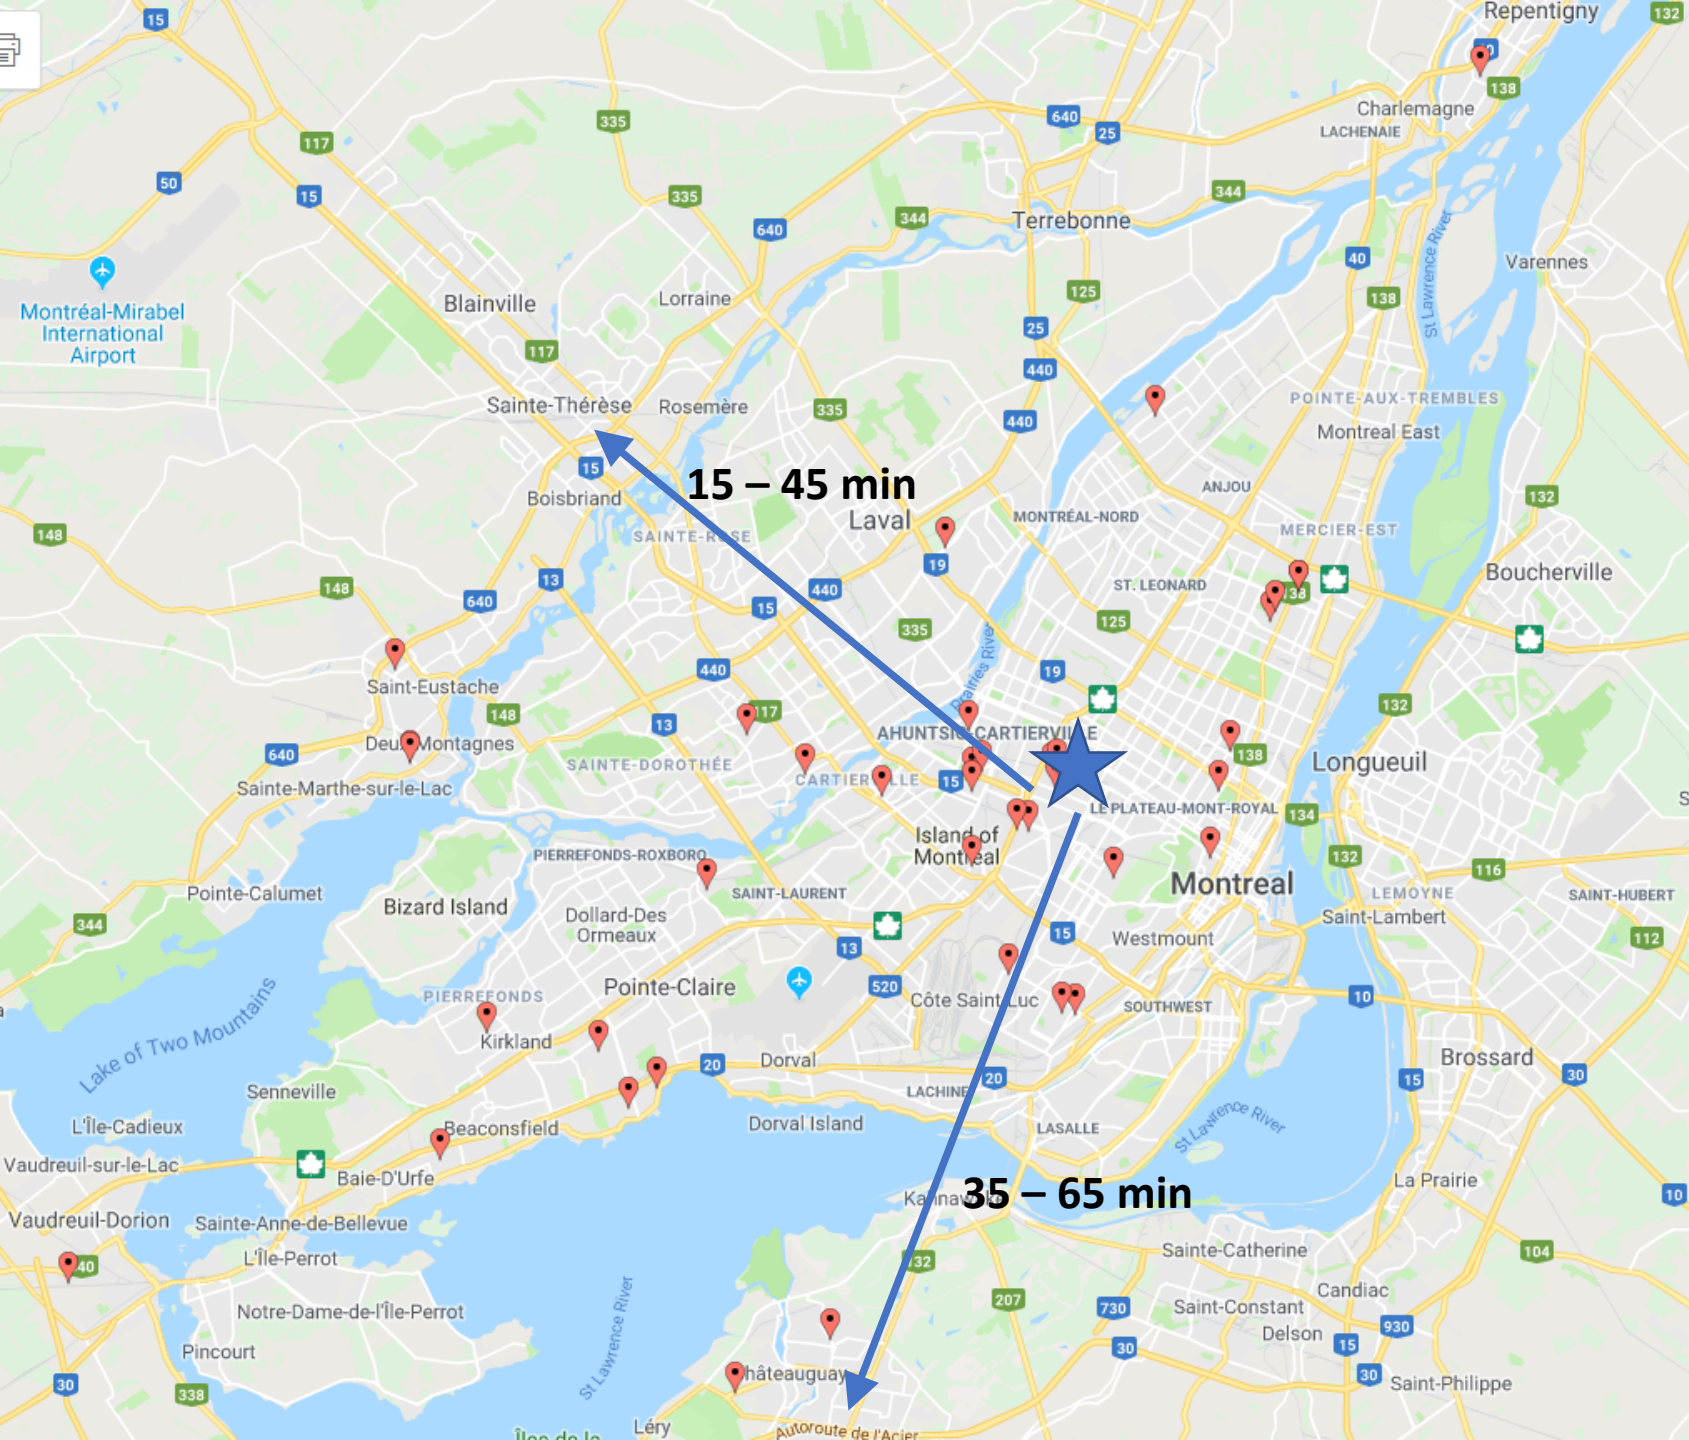 15
Repentigny
132
40
138
Charlemagne
LACHENAIE
640
25
335
117
50
15
335
344
344
Terrebonne
640
40
St Lawrence River
Varennes
Montréal-Mirabel
International
Airport
Blainville
Lorraine
125
138
25
117
440
Sainte-Thérèse
Rosemère
335
440
POINTE-AUX-TREMBLES
Montreal East
15
15 – 45 min
Boisbriand
Laval
ANJOU
132
MONTRÉAL-NORD
MERCIER-EST
148
SAINTE-ROSE
19
Boucherville
13
148
640
440
15
ST. LEONARD
138
335
125
Prairies River
440
19
Saint-Eustache
148
117
13
132
AHUNTSIC-CARTIERVILLE
640
Deux-Montagnes
SAINTE-DOROTHÉE
CARTIERVILLE
15
138
Longueuil
Sainte-Marthe-sur-le-Lac
LE PLATEAU-MONT-ROYAL
134
Island of
Montreal
PIERREFONDS-ROXBORO
132
116
Pointe-Calumet
SAINT-LAURENT
Montreal
LEMOYNE
SAINT-HUBERT
Bizard Island
Dollard-Des
Ormeaux
Saint-Lambert
344
13
15
Westmount
112
Pointe-Claire
520
Côte Saint-Luc
SOUTHWEST
10
PIERREFONDS
Lake of Two Mountains
Kirkland
Dorval
20
20
Brossard
15
30
Senneville
LACHINE
Dorval Island
L'Île-Cadieux
Beaconsfield
LASALLE
St Lawrence River
Vaudreuil-sur-le-Lac
Baie-D'Urfe
La Prairie
10
Kahnawake
35 – 65 min
Vaudreuil-Dorion
Sainte-Anne-de-Bellevue
L'Île-Perrot
40
132
Sainte-Catherine
104
Notre-Dame-de-l'Île-Perrot
St Lawrence River
207
730
Saint-Constant
Candiac
930
Delson
Pincourt
30
15
30
338
Châteauguay
30
Saint-Philippe
Léry
Autoroute de l'Acier
Îles de la